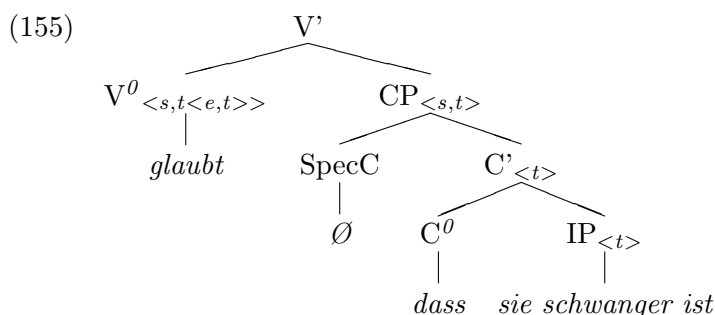 (155) V’
V⁰<s,t<e,t>> CP<s,t>
glaubt SpecC C’<t>
Ø C⁰ IP<t>
dass sie schwanger ist